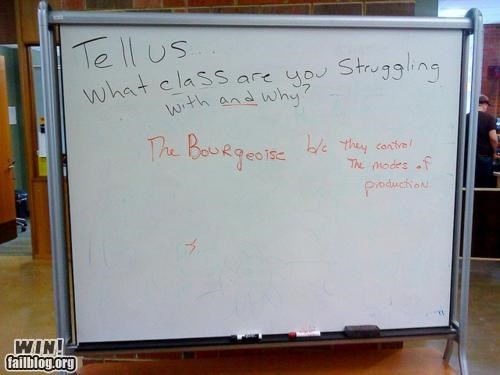 Tell us...
What class are you struggling
with and why?
The Bourgeoise b/c they control
The modes of
production
WIN!
failblog.org